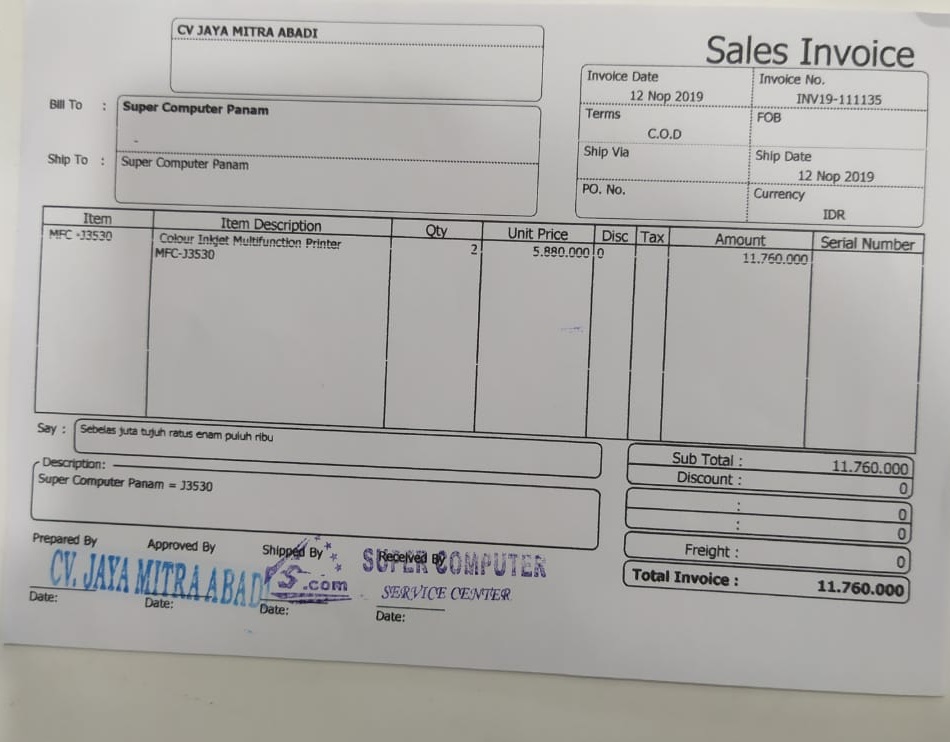 CV JAYA MITRA ABADI
Sales Invoice
Invoice Date
12 Nop 2019
Invoice No.
INV19-111135
Terms
C.O.D
FOB
Ship Via
Ship Date
12 Nop 2019
PO. No.
Currency
IDR
Bill To :
Super Computer Panam
Ship To :
Super Computer Panam
Item Item Description Qty Unit Price Disc Tax Amount Serial Number
MFC -J3530 Colour Inkjet Multifunction Printer 2 5.880.000 0 11.760.000
MFC-J3530
Say :
Sebelas juta tujuh ratus enam puluh ribu
Sub Total : 11.760.000
Discount : 0
: 0
: 0
Freight : 0
Total Invoice : 11.760.000
Description:
Super Computer Panam = J3530
Prepared By Approved By Shipped By Received By
CV. JAYA MITRA ABADI
S.com
SUPER COMPUTER
SERVICE CENTER
Date: Date: Date: Date: